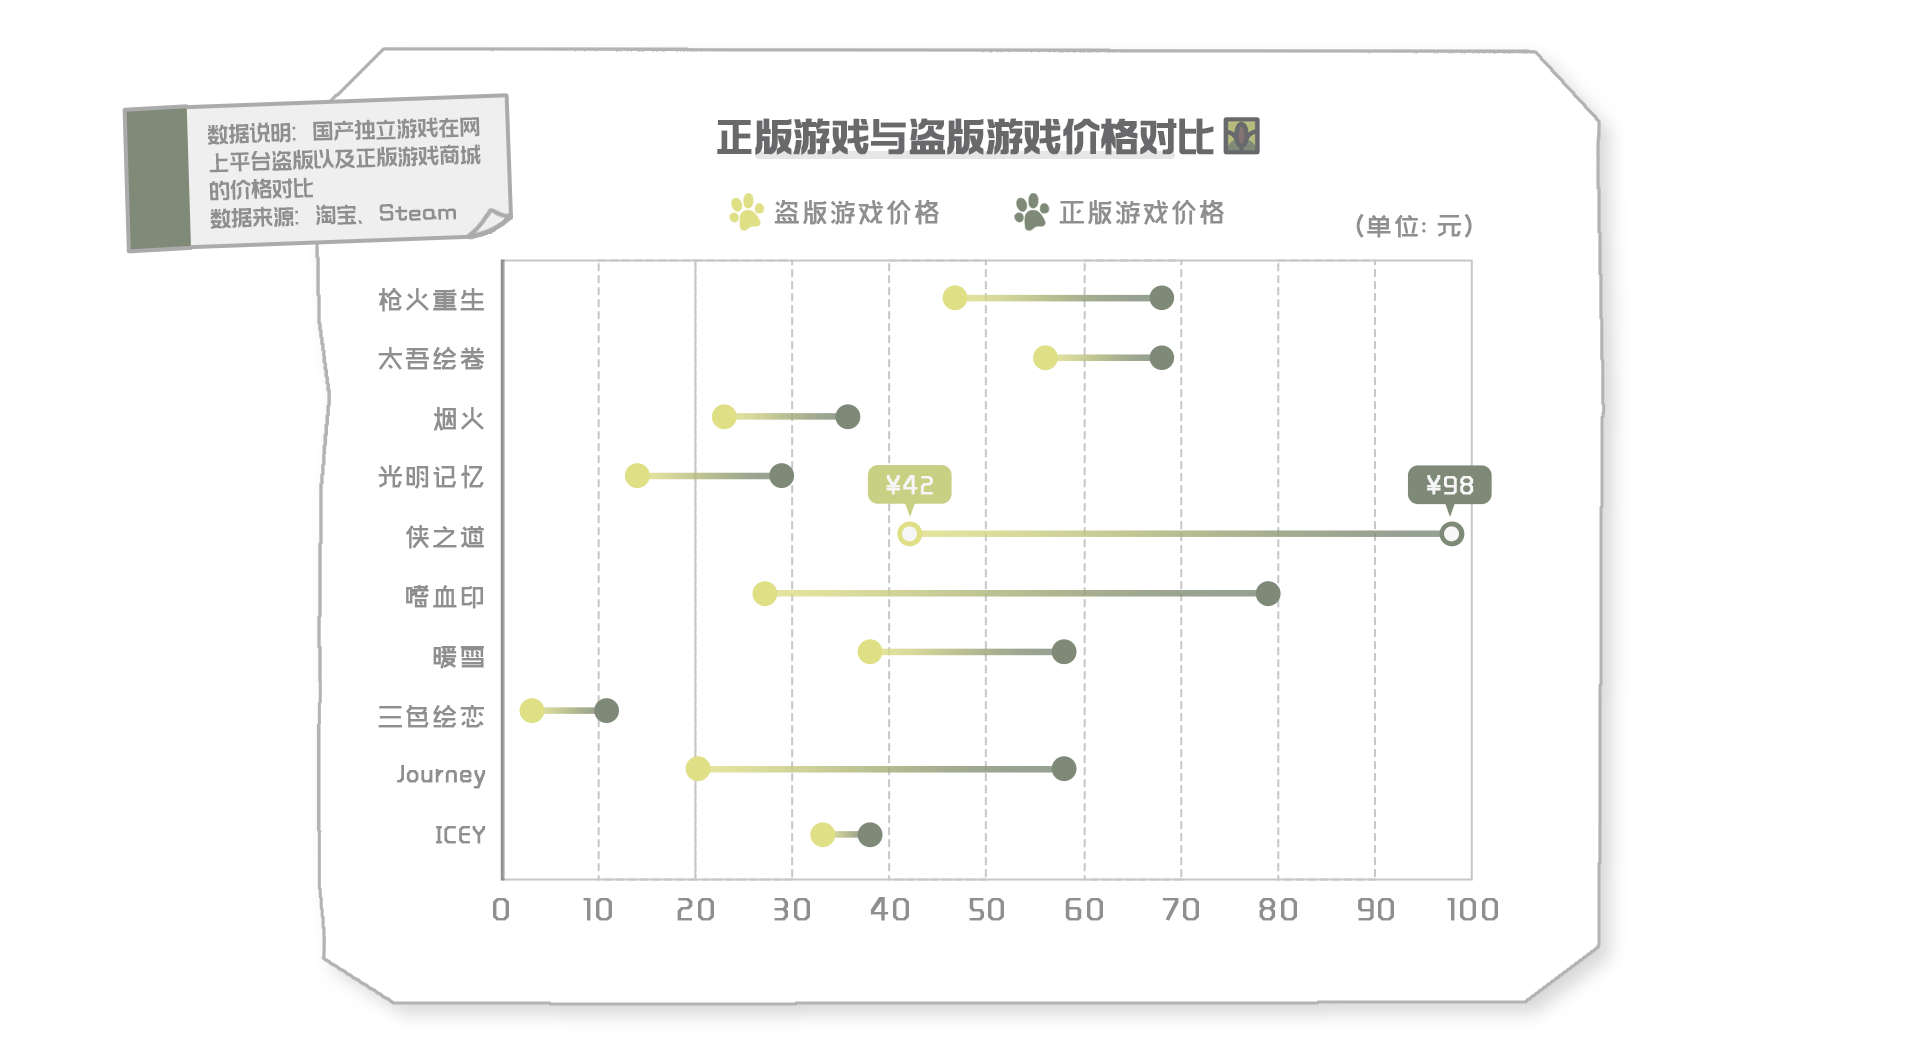 数据说明：国产独立游戏在网
上平台盗版以及正版游戏商城
的价格对比
数据来源：淘宝、Steam
正版游戏与盗版游戏价格对比
盗版游戏价格
正版游戏价格
(单位: 元)
枪火重生
太吾绘卷
烟火
光明记忆
¥42
¥98
侠之道
嗜血印
暖雪
三色绘恋
Journey
ICEY
0 10 20 30 40 50 60 70 80 90 100